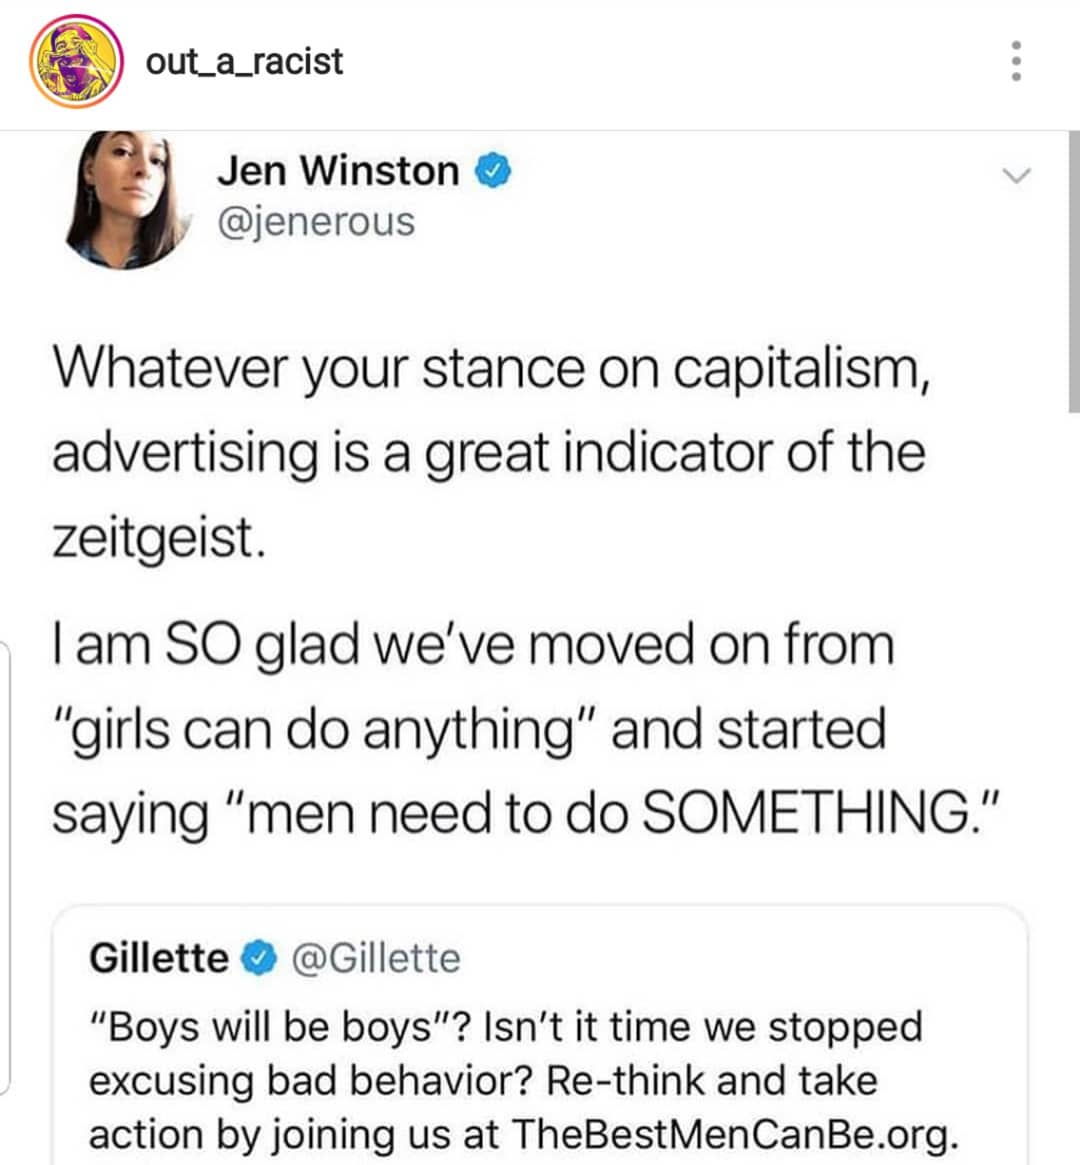 out_a_racist
Jen Winston
@jenerous
Whatever your stance on capitalism,
advertising is a great indicator of the
zeitgeist.
I am SO glad we've moved on from
"girls can do anything" and started
saying "men need to do SOMETHING."
Gillette @Gillette
"Boys will be boys"? Isn't it time we stopped
excusing bad behavior? Re-think and take
action by joining us at TheBestMenCanBe.org.